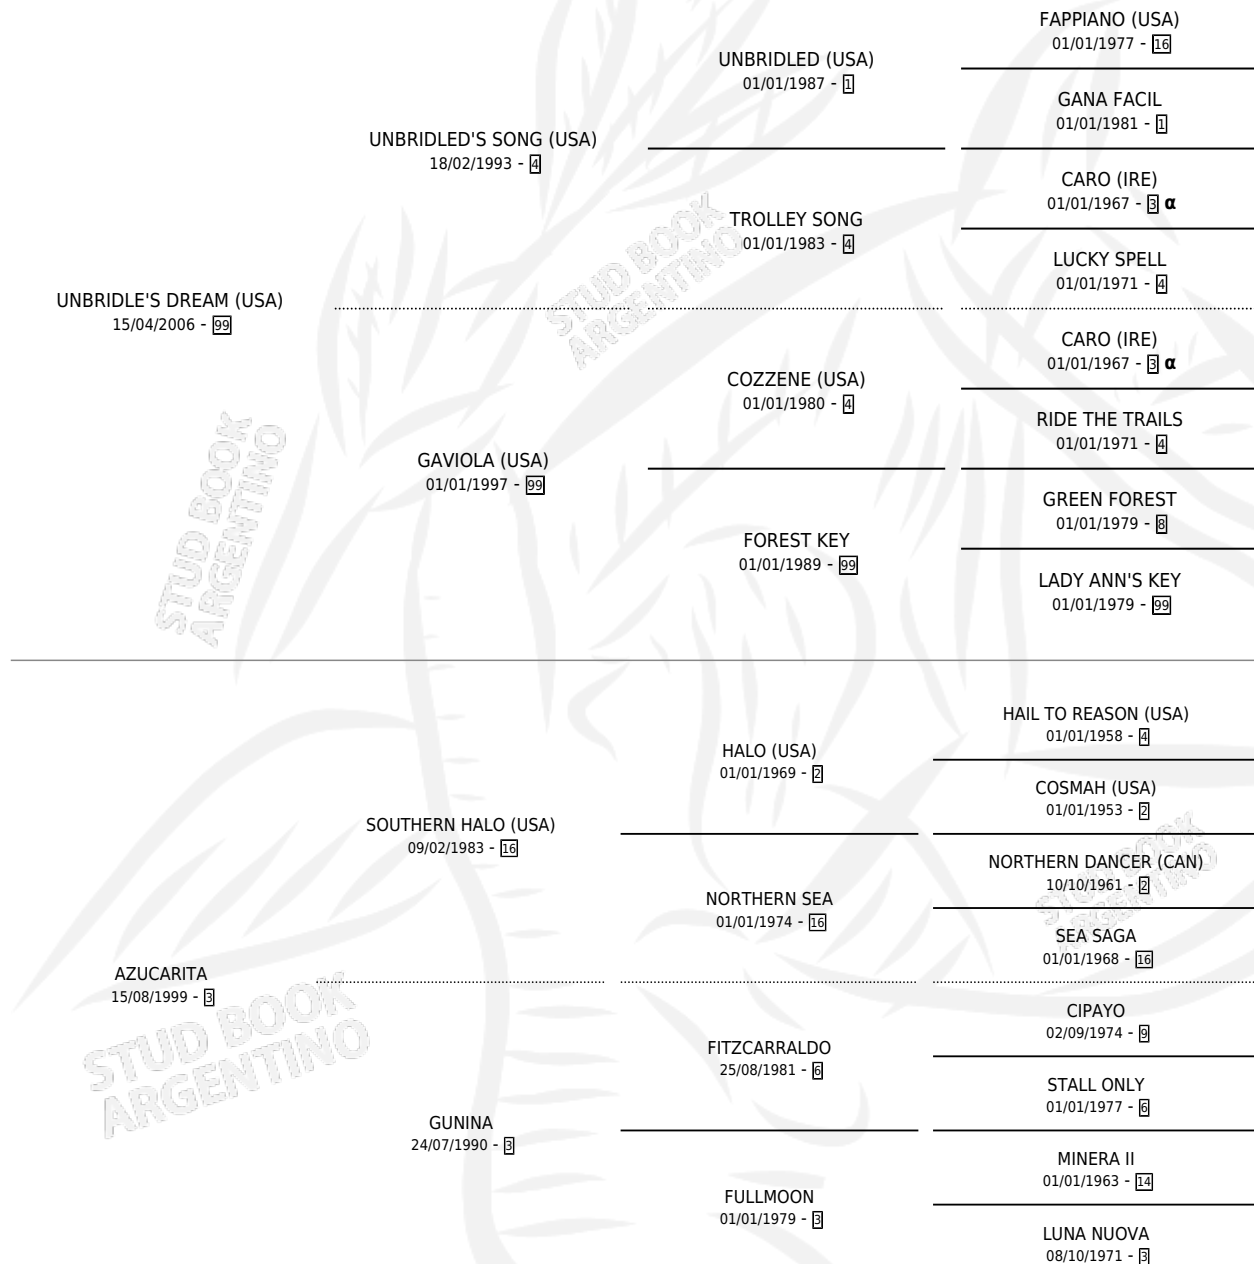 FAPPIANO (USA)
01/01/1977 - 16
UNBRIDLED (USA)
01/01/1987 - 1
GANA FACIL
01/01/1981 - 1
UNBRIDLED'S SONG (USA)
18/02/1993 - 4
CARO (IRE)
01/01/1967 - 3 α
TROLLEY SONG
01/01/1983 - 4
LUCKY SPELL
01/01/1971 - 4
UNBRIDLE'S DREAM (USA)
15/04/2006 - 99
CARO (IRE)
01/01/1967 - 3 α
COZZENE (USA)
01/01/1980 - 4
RIDE THE TRAILS
01/01/1971 - 4
GAVIOLA (USA)
01/01/1997 - 99
GREEN FOREST
01/01/1979 - 8
FOREST KEY
01/01/1989 - 99
LADY ANN'S KEY
01/01/1979 - 99
HAIL TO REASON (USA)
01/01/1958 - 4
HALO (USA)
01/01/1969 - 2
COSMAH (USA)
01/01/1953 - 2
SOUTHERN HALO (USA)
09/02/1983 - 16
NORTHERN DANCER (CAN)
10/10/1961 - 2
NORTHERN SEA
01/01/1974 - 16
SEA SAGA
01/01/1968 - 16
AZUCARITA
15/08/1999 - 3
CIPAYO
02/09/1974 - 9
FITZCARRALDO
25/08/1981 - 6
STALL ONLY
01/01/1977 - 6
GUNINA
24/07/1990 - 3
MINERA II
01/01/1963 - 14
FULLMOON
01/01/1979 - 3
LUNA NUOVA
08/10/1971 - 3
STUD BOOK
ARGENTINO
STUD BOOK
ARGENTINO
STUD BOOK
ARGENTINO
STUD BOOK
ARGENTINO